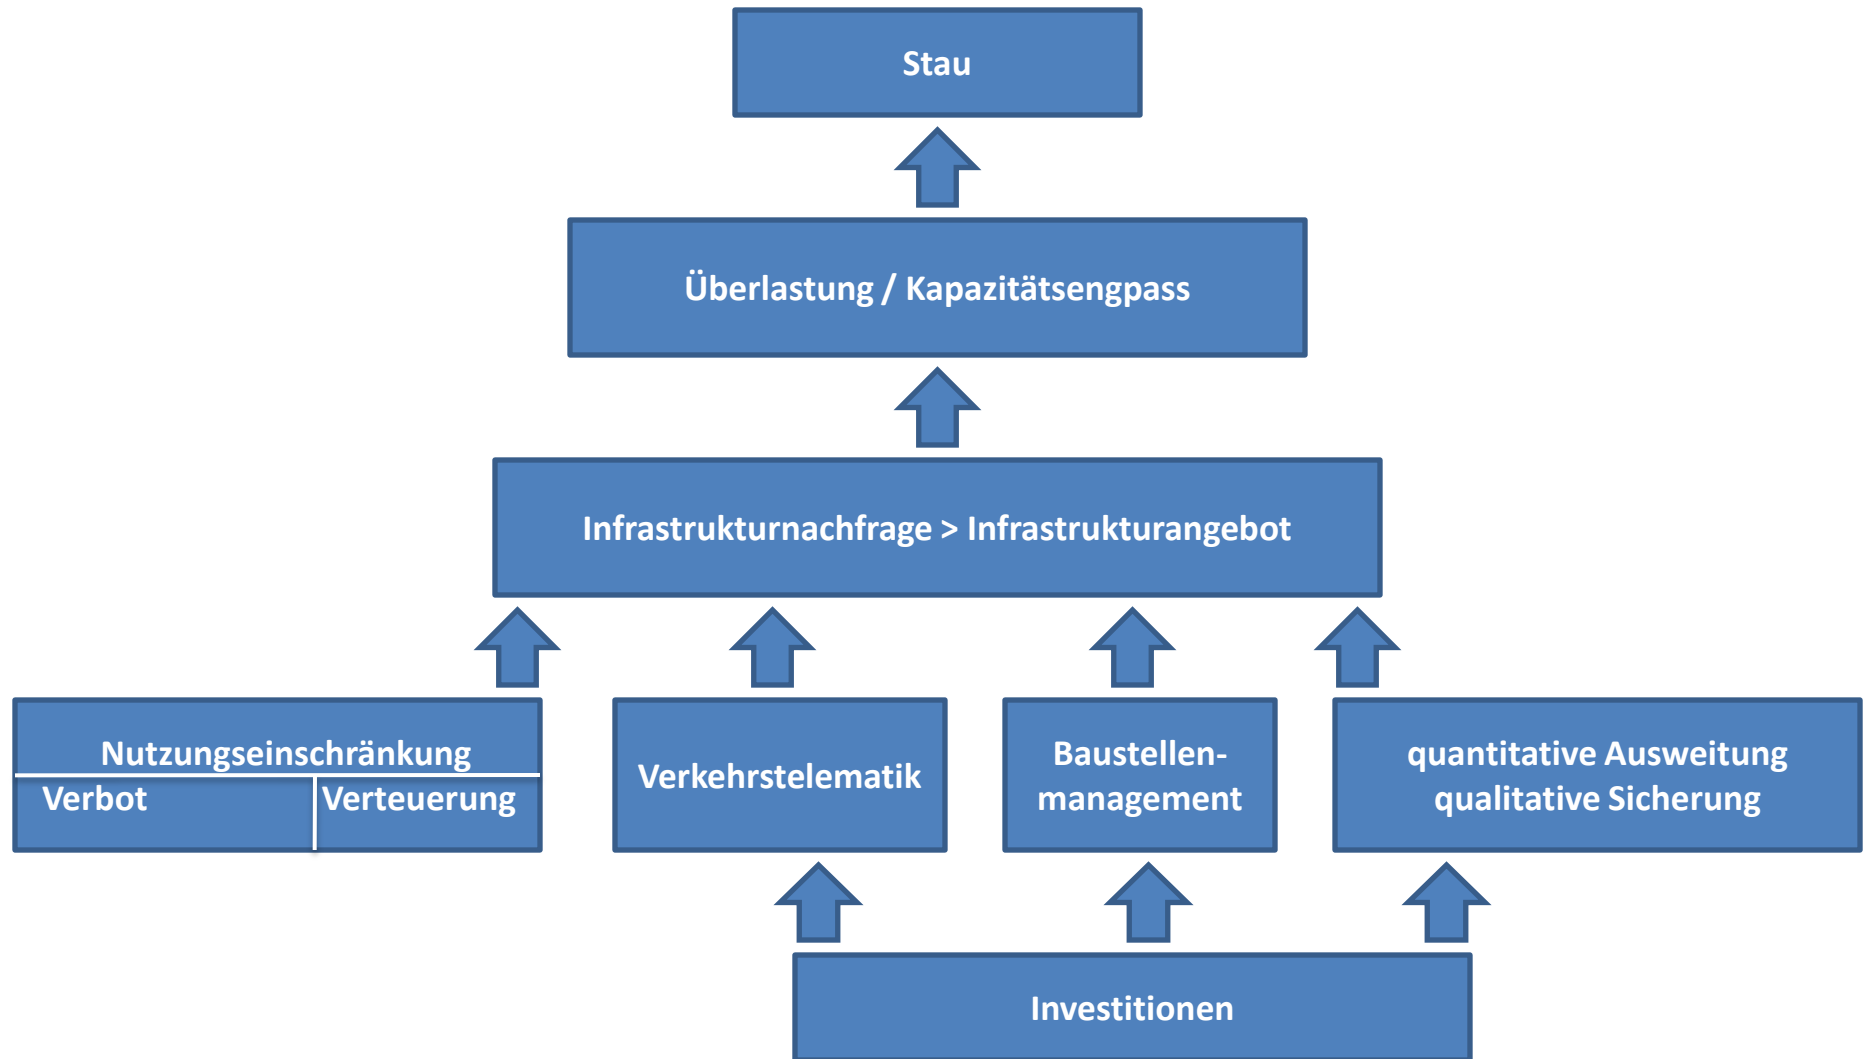 Stau
Überlastung / Kapazitätsengpass
Infrastrukturnachfrage > Infrastrukturangebot
Nutzungseinschränkung
Verbot
Verteuerung
Verkehrstelematik
Baustellen-
management
quantitative Ausweitung
qualitative Sicherung
Investitionen